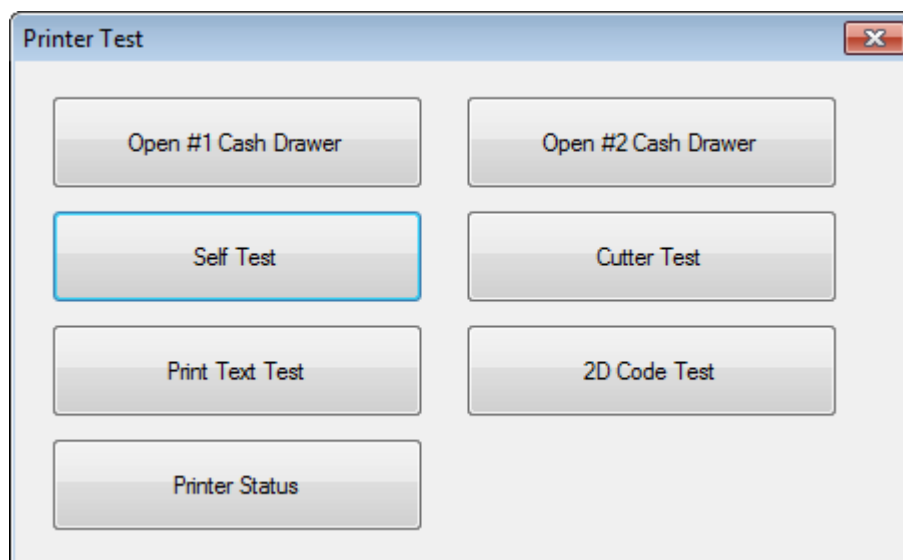 Printer Test
Open #1 Cash Drawer
Open #2 Cash Drawer
Self Test
Cutter Test
Print Text Test
2D Code Test
Printer Status